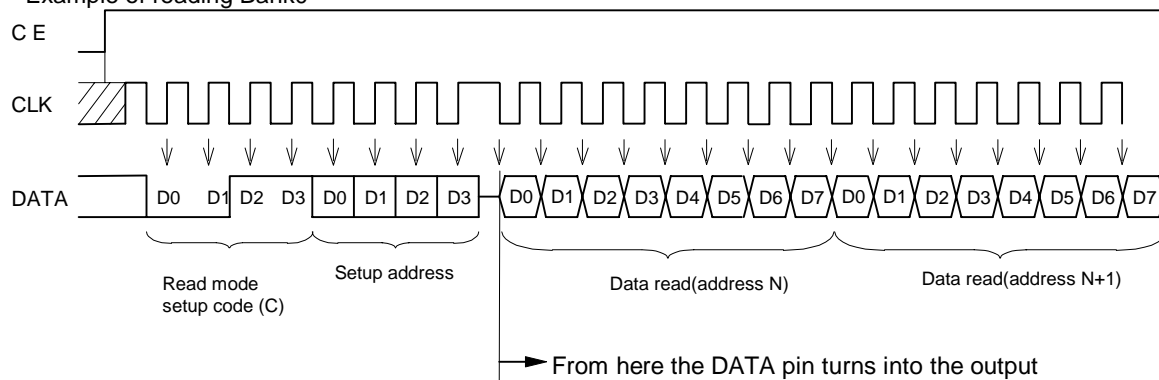 Example of reading Bank0
C E
CLK
DATA
D0 D1 D2 D3 D0 D1 D2 D3 D0 D1 D2 D3 D4 D5 D6 D7 D0 D1 D2 D3 D4 D5 D6 D7
Read mode
setup code (C)
Setup address
Data read(address N)
Data read(address N+1)
From here the DATA pin turns into the output